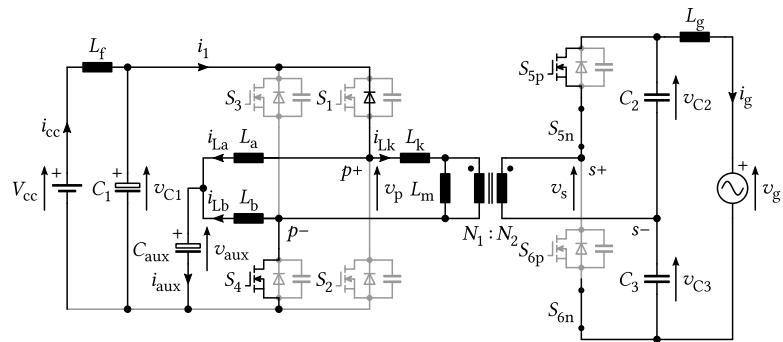 L_f
i_1
L_g
S_3
S_1
S_5p
C_2
v_C2
i_g
i_cc
S_5n
i_La
L_a
i_Lk
L_k
V_cc
+
C_1
+
v_C1
p+
v_p
L_m
s+
v_s
+
v_g
i_Lb
L_b
p−
N_1 : N_2
s−
+
C_aux
v_aux
S_6p
C_3
v_C3
i_aux
S_4
S_2
S_6n